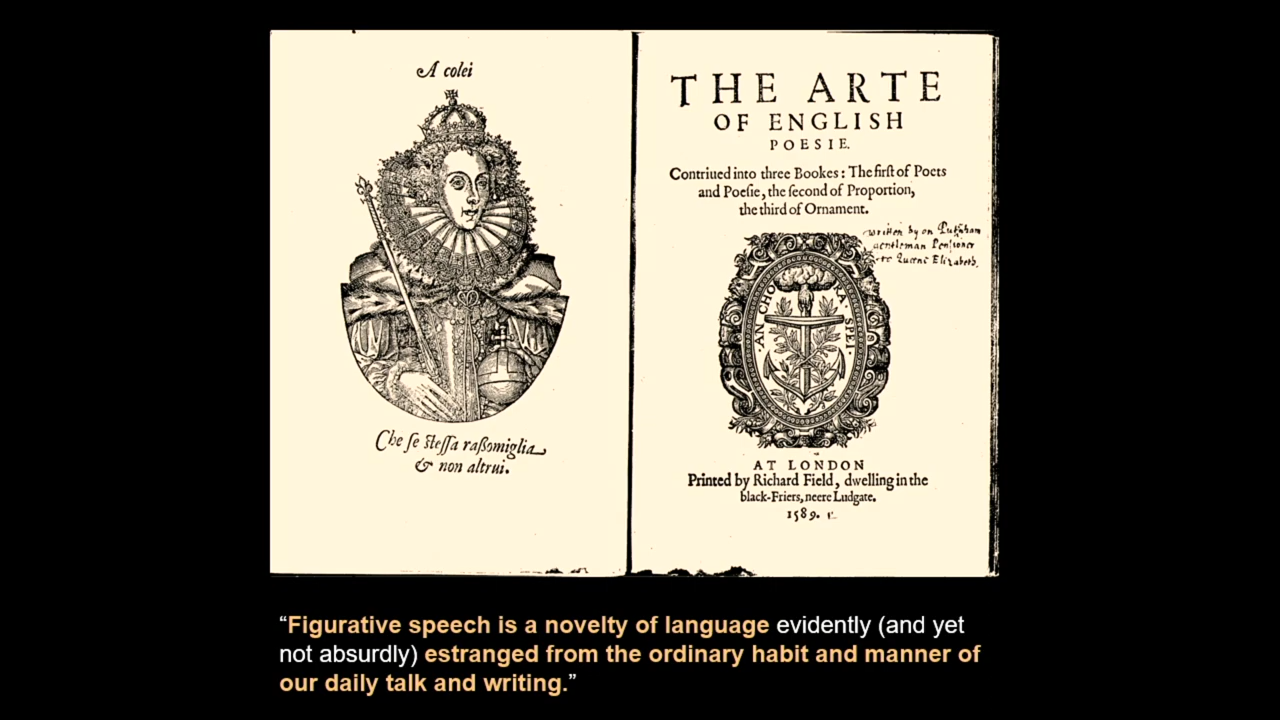 A colei
Che se steſſa raßomiglia
& non altrui.
THE ARTE
OF ENGLISH
POESIE.
Contriued into three Bookes: The firſt of Poets
and Poeſie, the ſecond of Proportion,
the third of Ornament.
written by on Putnham
gentleman Pensioner
to Queene Elizabeth.
AN CHO RA · SPEI ·
AT LONDON
Printed by Richard Field, dwelling in the
black-Friers, neere Ludgate.
1589.
“Figurative speech is a novelty of language evidently (and yet
not absurdly) estranged from the ordinary habit and manner of
our daily talk and writing.”